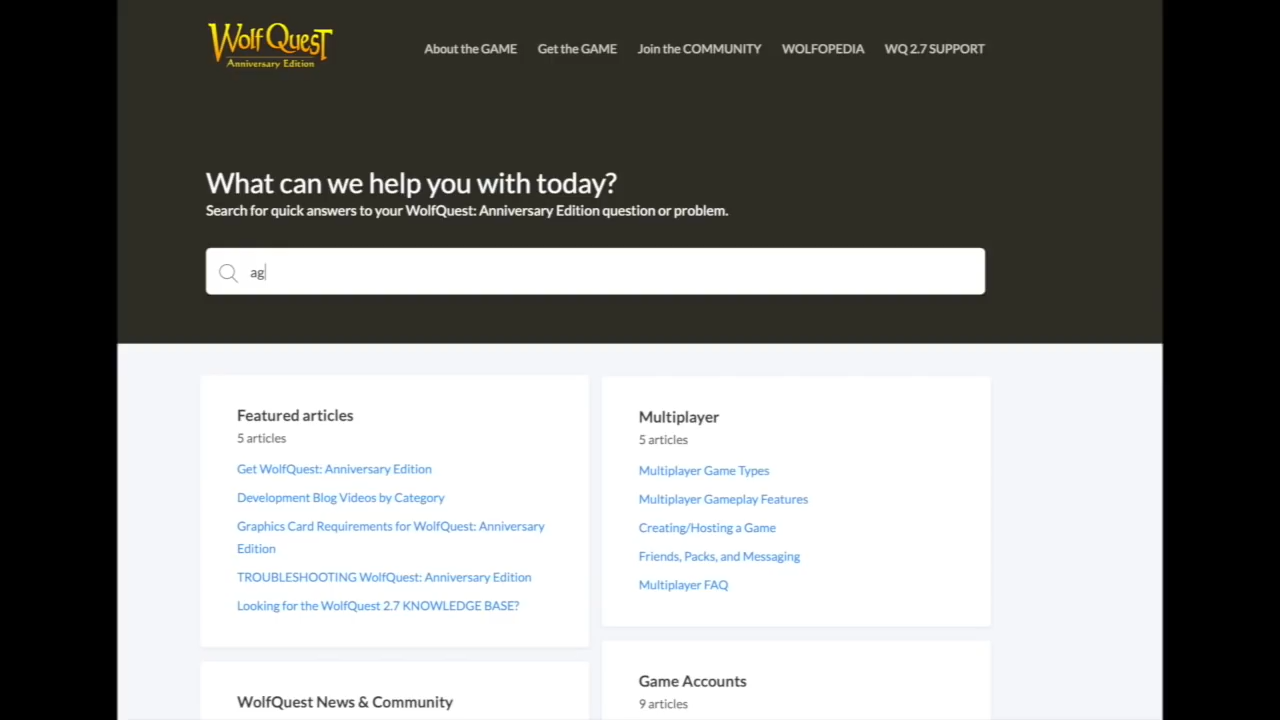 WolfQuest
Anniversary Edition
About the GAME
Get the GAME
Join the COMMUNITY
WOLFOPEDIA
WQ 2.7 SUPPORT
What can we help you with today?
Search for quick answers to your WolfQuest: Anniversary Edition question or problem.
ag
Featured articles
5 articles
Get WolfQuest: Anniversary Edition
Development Blog Videos by Category
Graphics Card Requirements for WolfQuest: Anniversary
Edition
TROUBLESHOOTING WolfQuest: Anniversary Edition
Looking for the WolfQuest 2.7 KNOWLEDGE BASE?
Multiplayer
5 articles
Multiplayer Game Types
Multiplayer Gameplay Features
Creating/Hosting a Game
Friends, Packs, and Messaging
Multiplayer FAQ
WolfQuest News & Community
Game Accounts
9 articles